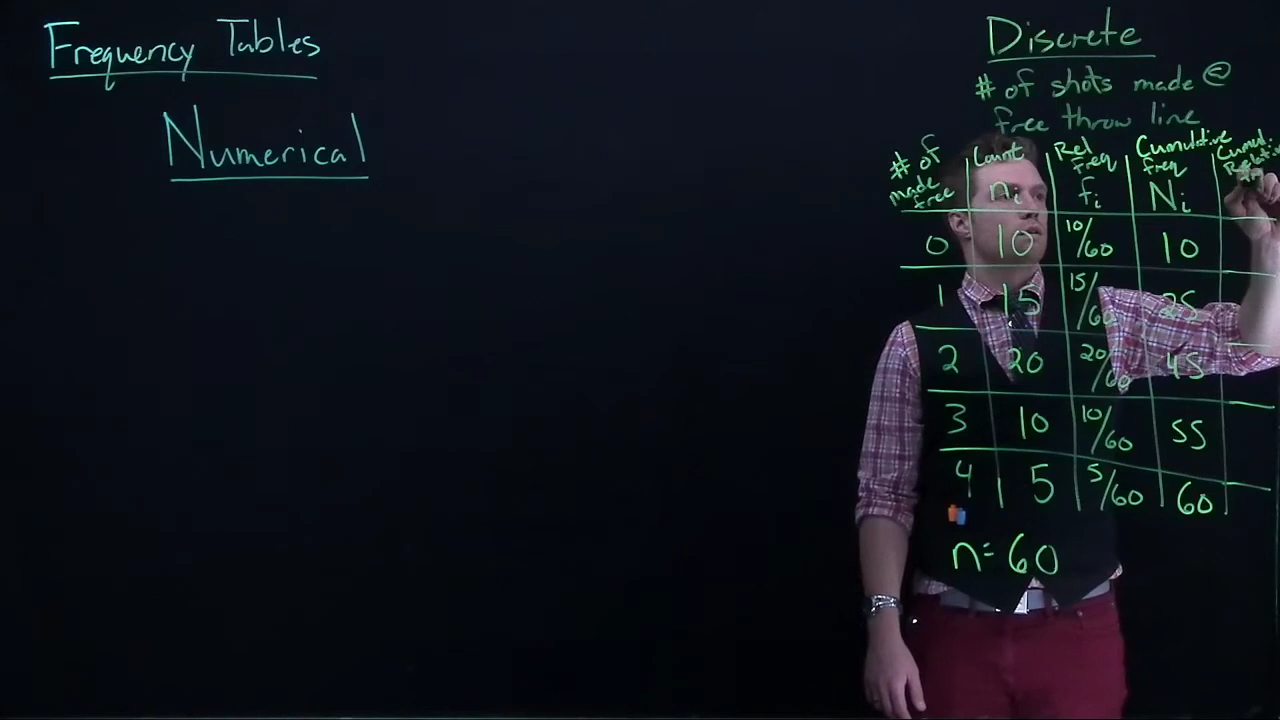 Frequency Tables
Numerical
Discrete
# of shots made @
free throw line
# of made free | Count nᵢ | Rel freq fᵢ | Cumulative freq Nᵢ | Cumul. Relative
0 | 10 | 10/60 | 10
1 | 15 | 15/60 | 25
2 | 20 | 20/60 | 45
3 | 10 | 10/60 | 55
4 | 5 | 5/60 | 60
n=60